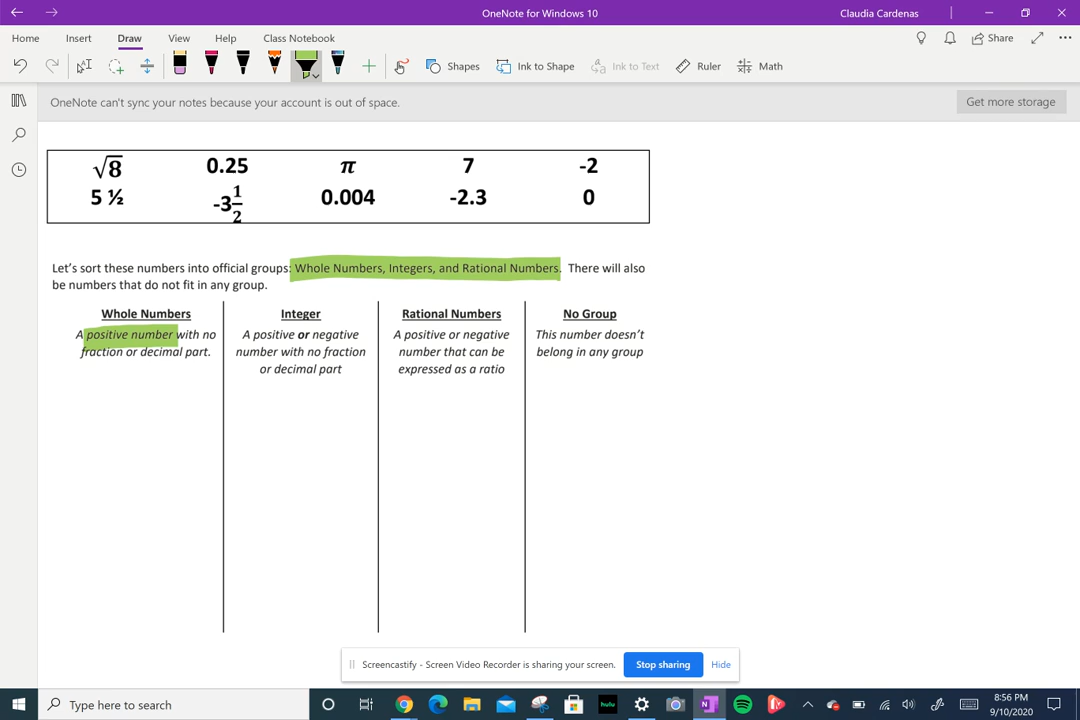 OneNote for Windows 10
Claudia Cardenas
Home Insert Draw View Help Class Notebook
Share
Shapes Ink to Shape Ink to Text Ruler Math
OneNote can't sync your notes because your account is out of space.
Get more storage
√8 0.25 π 7 -2
5 ½ -3 1/2 0.004 -2.3 0
Let's sort these numbers into official groups: Whole Numbers, Integers, and Rational Numbers. There will also
be numbers that do not fit in any group.
Whole Numbers
A positive number with no
fraction or decimal part.
Integer
A positive or negative
number with no fraction
or decimal part
Rational Numbers
A positive or negative
number that can be
expressed as a ratio
No Group
This number doesn't
belong in any group
Screencastify - Screen Video Recorder is sharing your screen.
Stop sharing
Hide
Type here to search
hulu
N
8:56 PM
9/10/2020